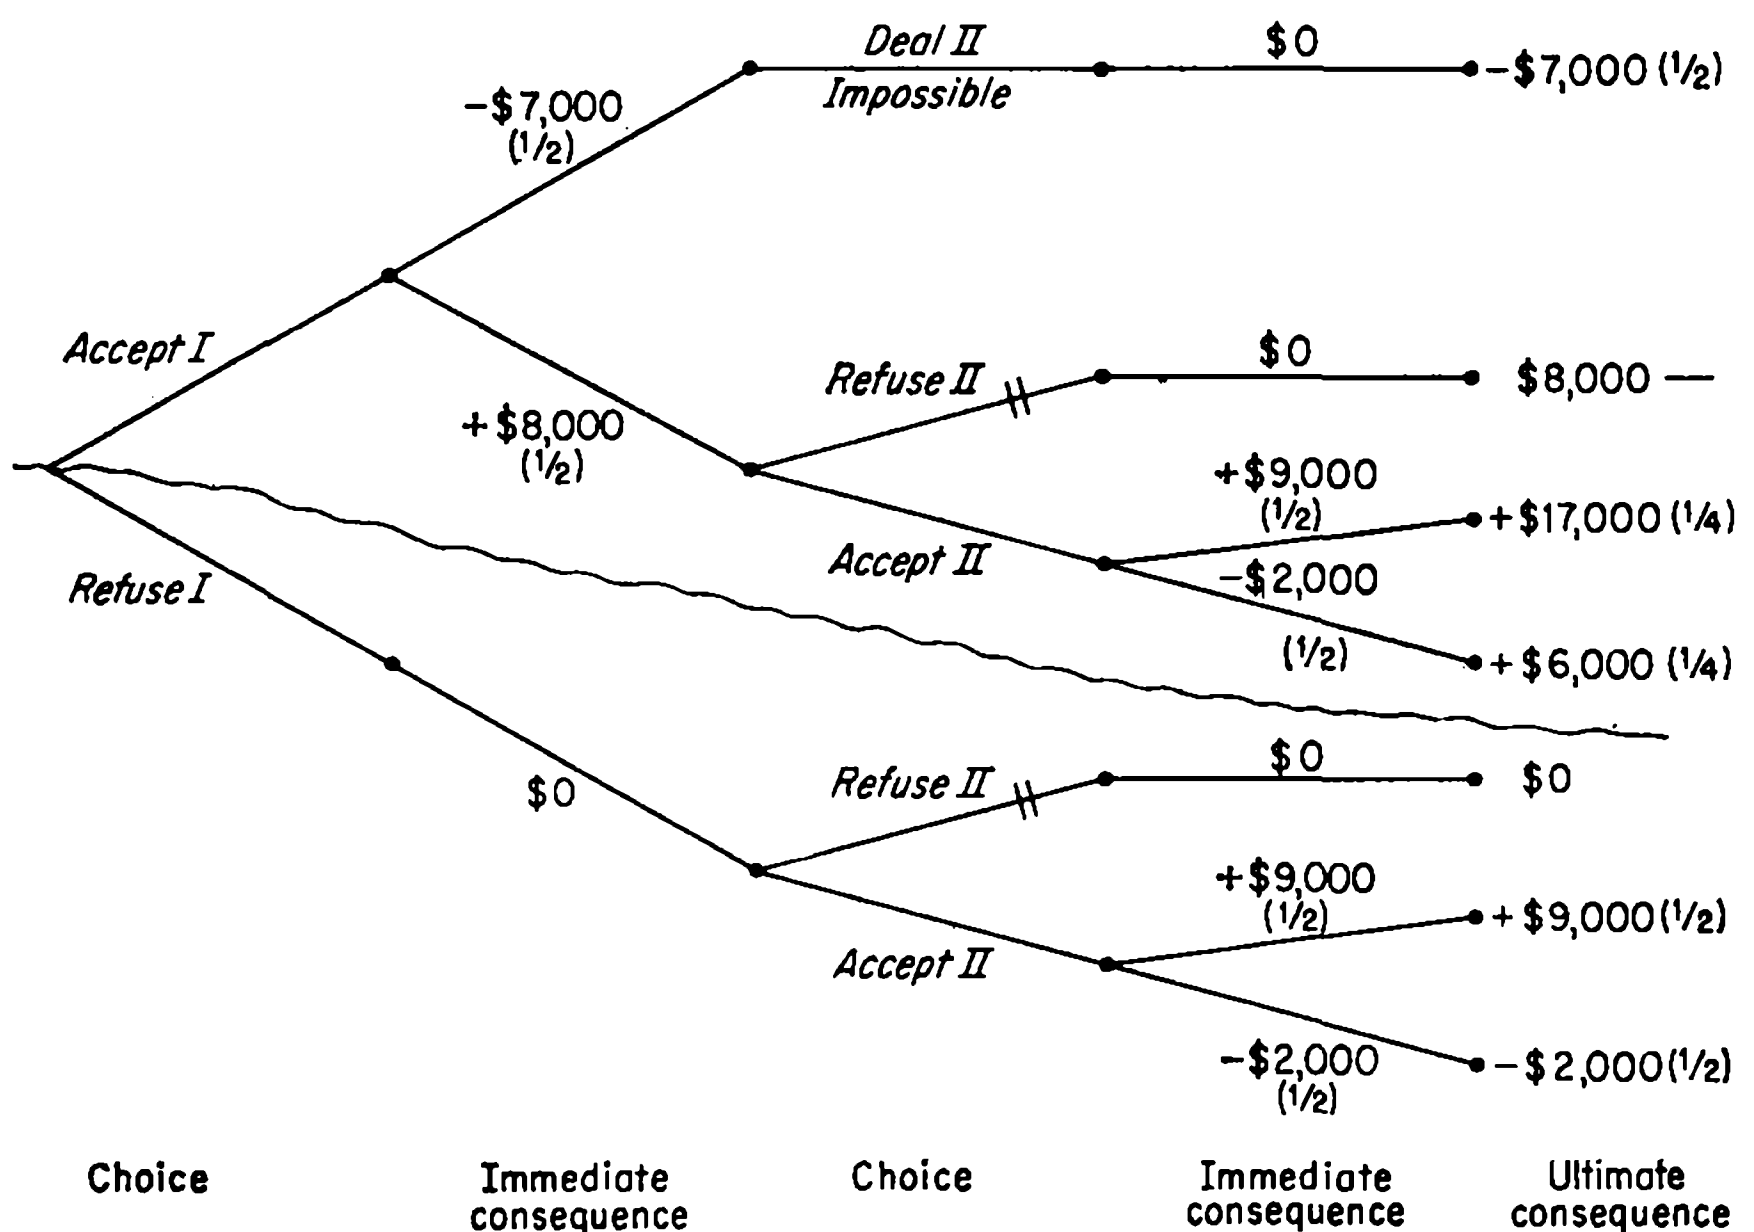 Deal II
Impossible
$0
−$7,000 (1/2)
−$7,000
(1/2)
Accept I
+$8,000
(1/2)
Refuse II
$0
$8,000 —
Accept II
+$9,000
(1/2)
+$17,000 (1/4)
−$2,000
(1/2)
+$6,000 (1/4)
Refuse I
$0
Refuse II
$0
$0
Accept II
+$9,000
(1/2)
+$9,000 (1/2)
−$2,000
(1/2)
−$2,000 (1/2)
Choice
Immediate
consequence
Choice
Immediate
consequence
Ultimate
consequence